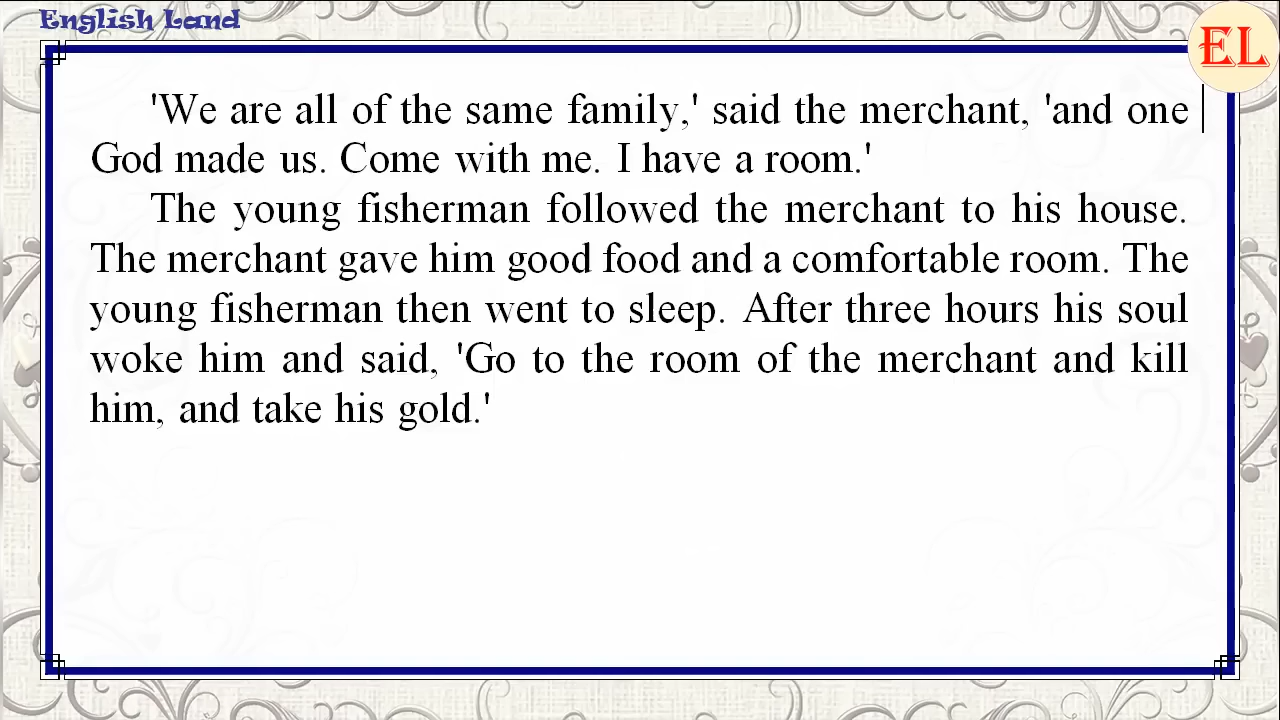 English Land
EL
'We are all of the same family,' said the merchant, 'and one
God made us. Come with me. I have a room.'
The young fisherman followed the merchant to his house.
The merchant gave him good food and a comfortable room. The
young fisherman then went to sleep. After three hours his soul
woke him and said, 'Go to the room of the merchant and kill
him, and take his gold.'